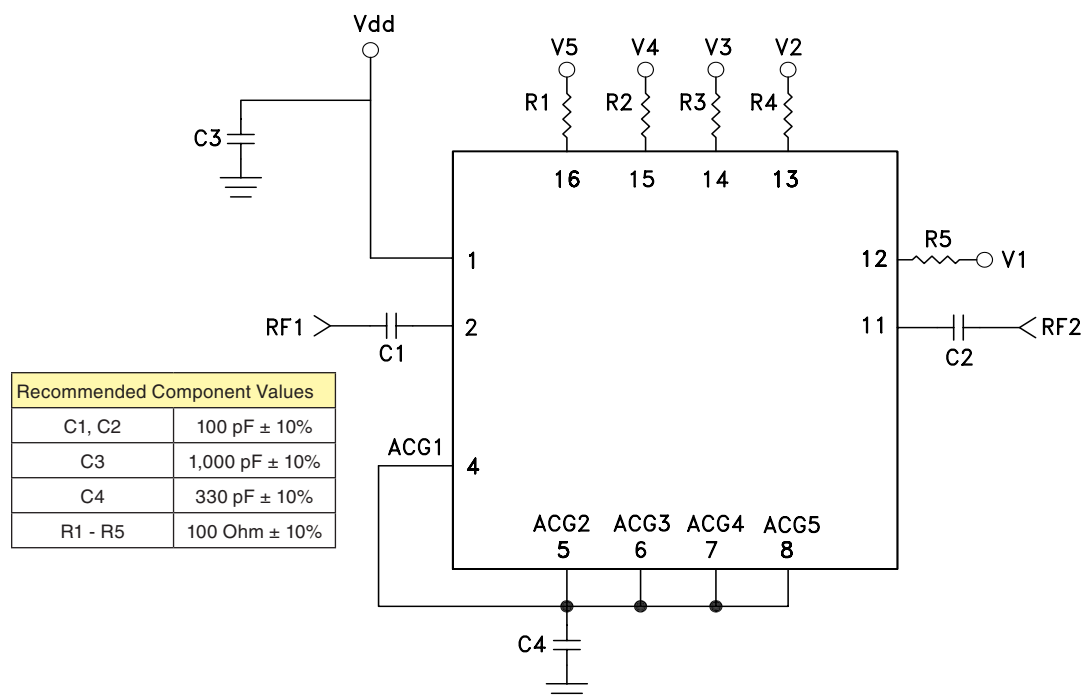 Vdd
V5 V4 V3 V2
R1 R2 R3 R4
C3
16 15 14 13
1
12
R5
V1
RF1
C1
2
11
C2
RF2
Recommended Component Values
C1, C2 100 pF ± 10%
C3 1,000 pF ± 10%
C4 330 pF ± 10%
R1 - R5 100 Ohm ± 10%
ACG1
4
ACG2 ACG3 ACG4 ACG5
5 6 7 8
C4